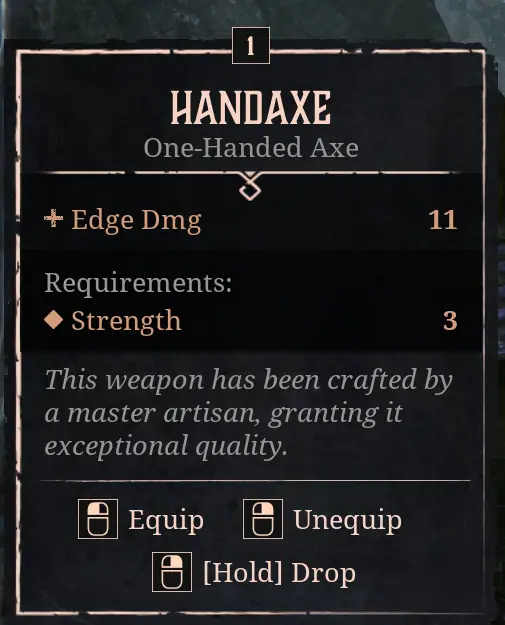 1
HANDAXE
One-Handed Axe
Edge Dmg 11
Requirements:
Strength 3
This weapon has been crafted by
a master artisan, granting it
exceptional quality.
Equip Unequip
[Hold] Drop